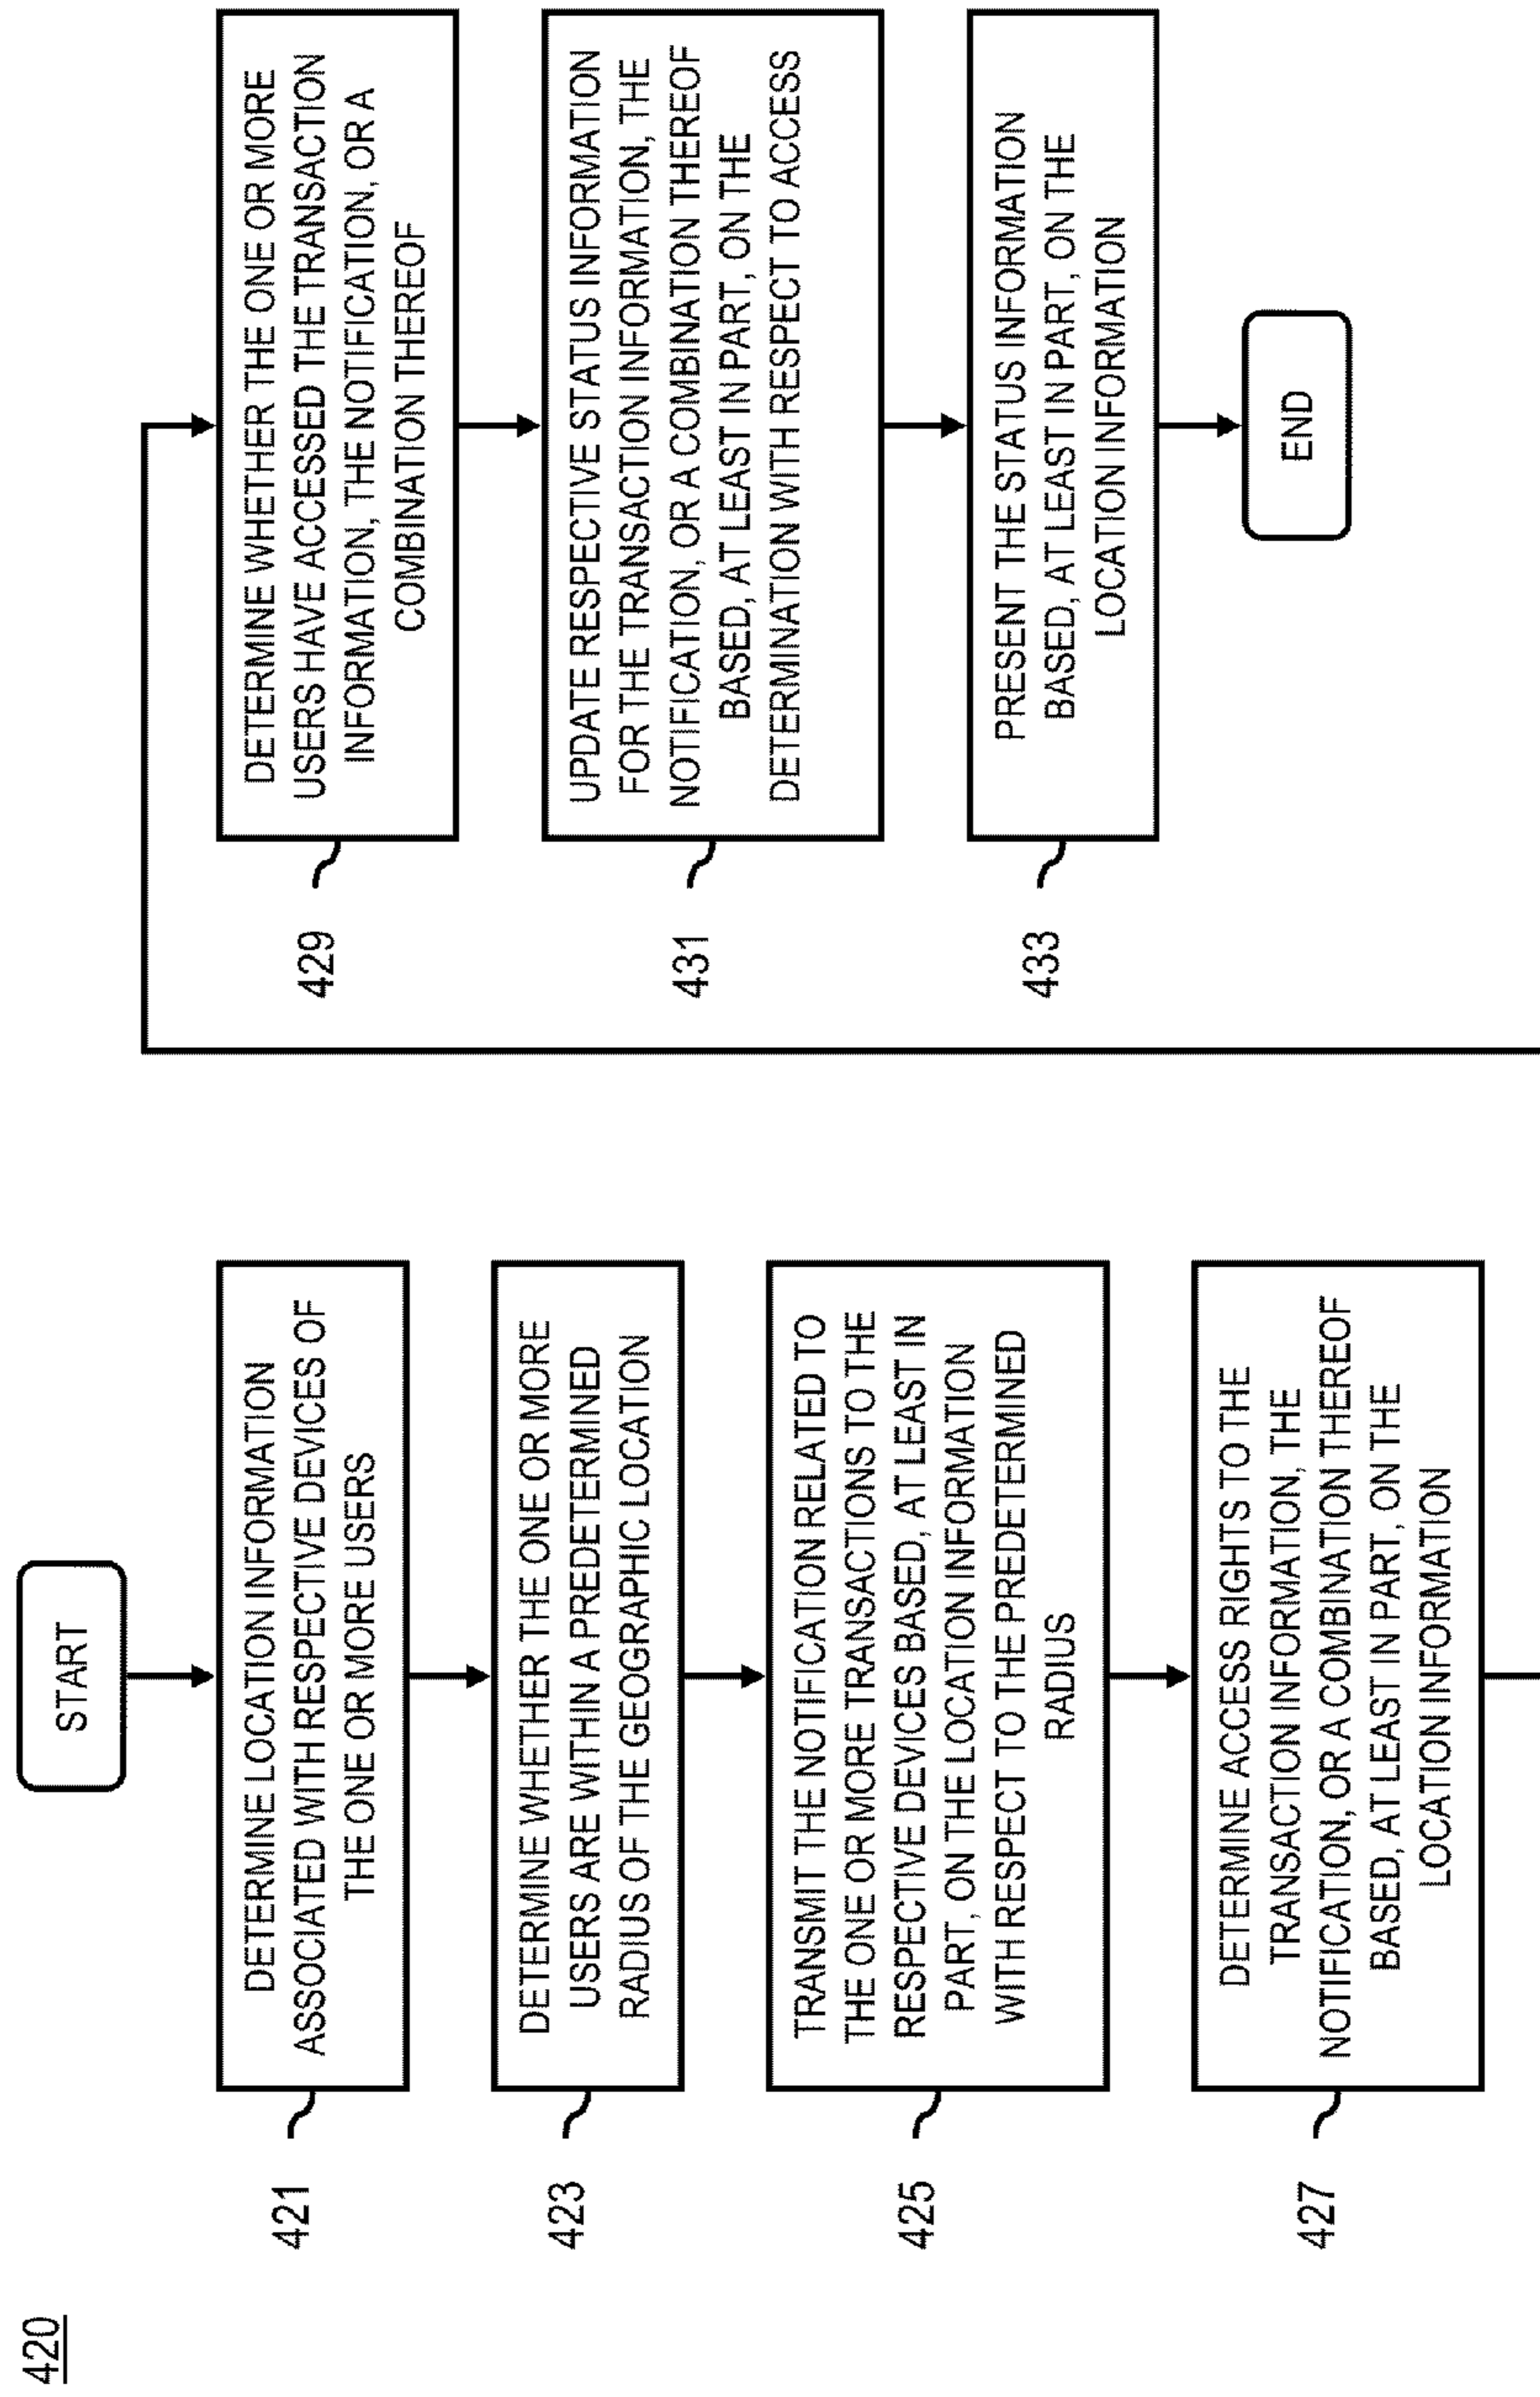 420
START
421
DETERMINE LOCATION INFORMATION
ASSOCIATED WITH RESPECTIVE DEVICES OF
THE ONE OR MORE USERS
423
DETERMINE WHETHER THE ONE OR MORE
USERS ARE WITHIN A PREDETERMINED
RADIUS OF THE GEOGRAPHIC LOCATION
425
TRANSMIT THE NOTIFICATION RELATED TO
THE ONE OR MORE TRANSACTIONS TO THE
RESPECTIVE DEVICES BASED, AT LEAST IN
PART, ON THE LOCATION INFORMATION
WITH RESPECT TO THE PREDETERMINED
RADIUS
427
DETERMINE ACCESS RIGHTS TO THE
TRANSACTION INFORMATION, THE
NOTIFICATION, OR A COMBINATION THEREOF
BASED, AT LEAST IN PART, ON THE
LOCATION INFORMATION
429
DETERMINE WHETHER THE ONE OR MORE
USERS HAVE ACCESSED THE TRANSACTION
INFORMATION, THE NOTIFICATION, OR A
COMBINATION THEREOF
431
UPDATE RESPECTIVE STATUS INFORMATION
FOR THE TRANSACTION INFORMATION, THE
NOTIFICATION, OR A COMBINATION THEREOF
BASED, AT LEAST IN PART, ON THE
DETERMINATION WITH RESPECT TO ACCESS
433
PRESENT THE STATUS INFORMATION
BASED, AT LEAST IN PART, ON THE
LOCATION INFORMATION
END